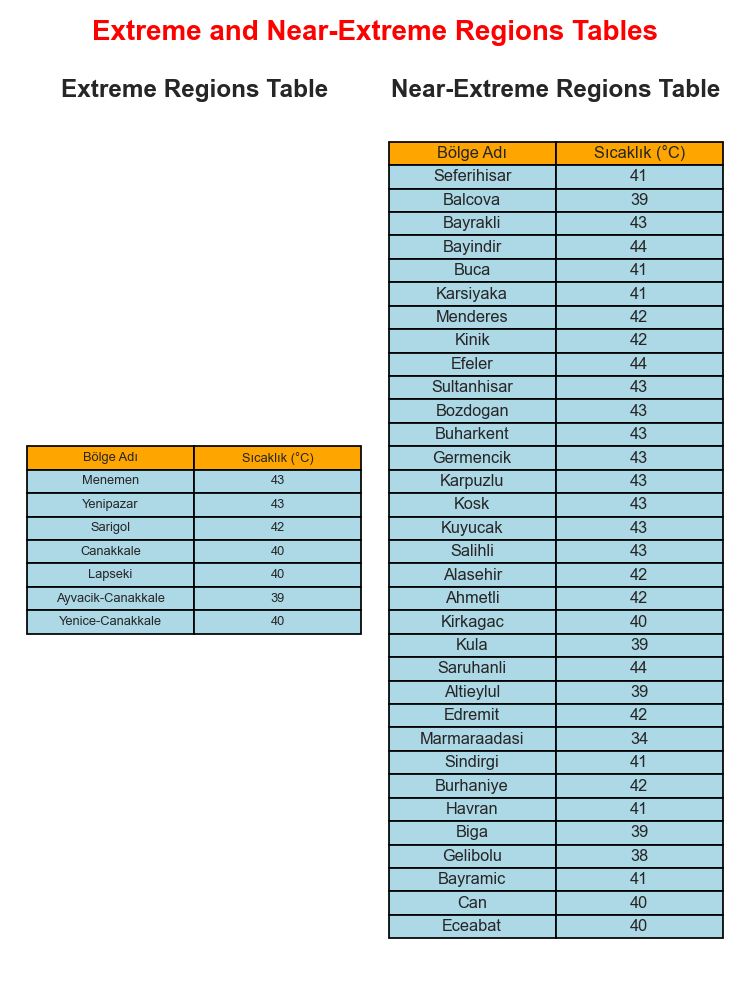 Extreme and Near-Extreme Regions Tables
Extreme Regions Table
Bölge Adı Sıcaklık (°C)
Menemen 43
Yenipazar 43
Sarigol 42
Canakkale 40
Lapseki 40
Ayvacik-Canakkale 39
Yenice-Canakkale 40
Near-Extreme Regions Table
Bölge Adı Sıcaklık (°C)
Seferihisar 41
Balcova 39
Bayrakli 43
Bayindir 44
Buca 41
Karsiyaka 41
Menderes 42
Kinik 42
Efeler 44
Sultanhisar 43
Bozdogan 43
Buharkent 43
Germencik 43
Karpuzlu 43
Kosk 43
Kuyucak 43
Salihli 43
Alasehir 42
Ahmetli 42
Kirkagac 40
Kula 39
Saruhanli 44
Altieylul 39
Edremit 42
Marmaraadasi 34
Sindirgi 41
Burhaniye 42
Havran 41
Biga 39
Gelibolu 38
Bayramic 41
Can 40
Eceabat 40